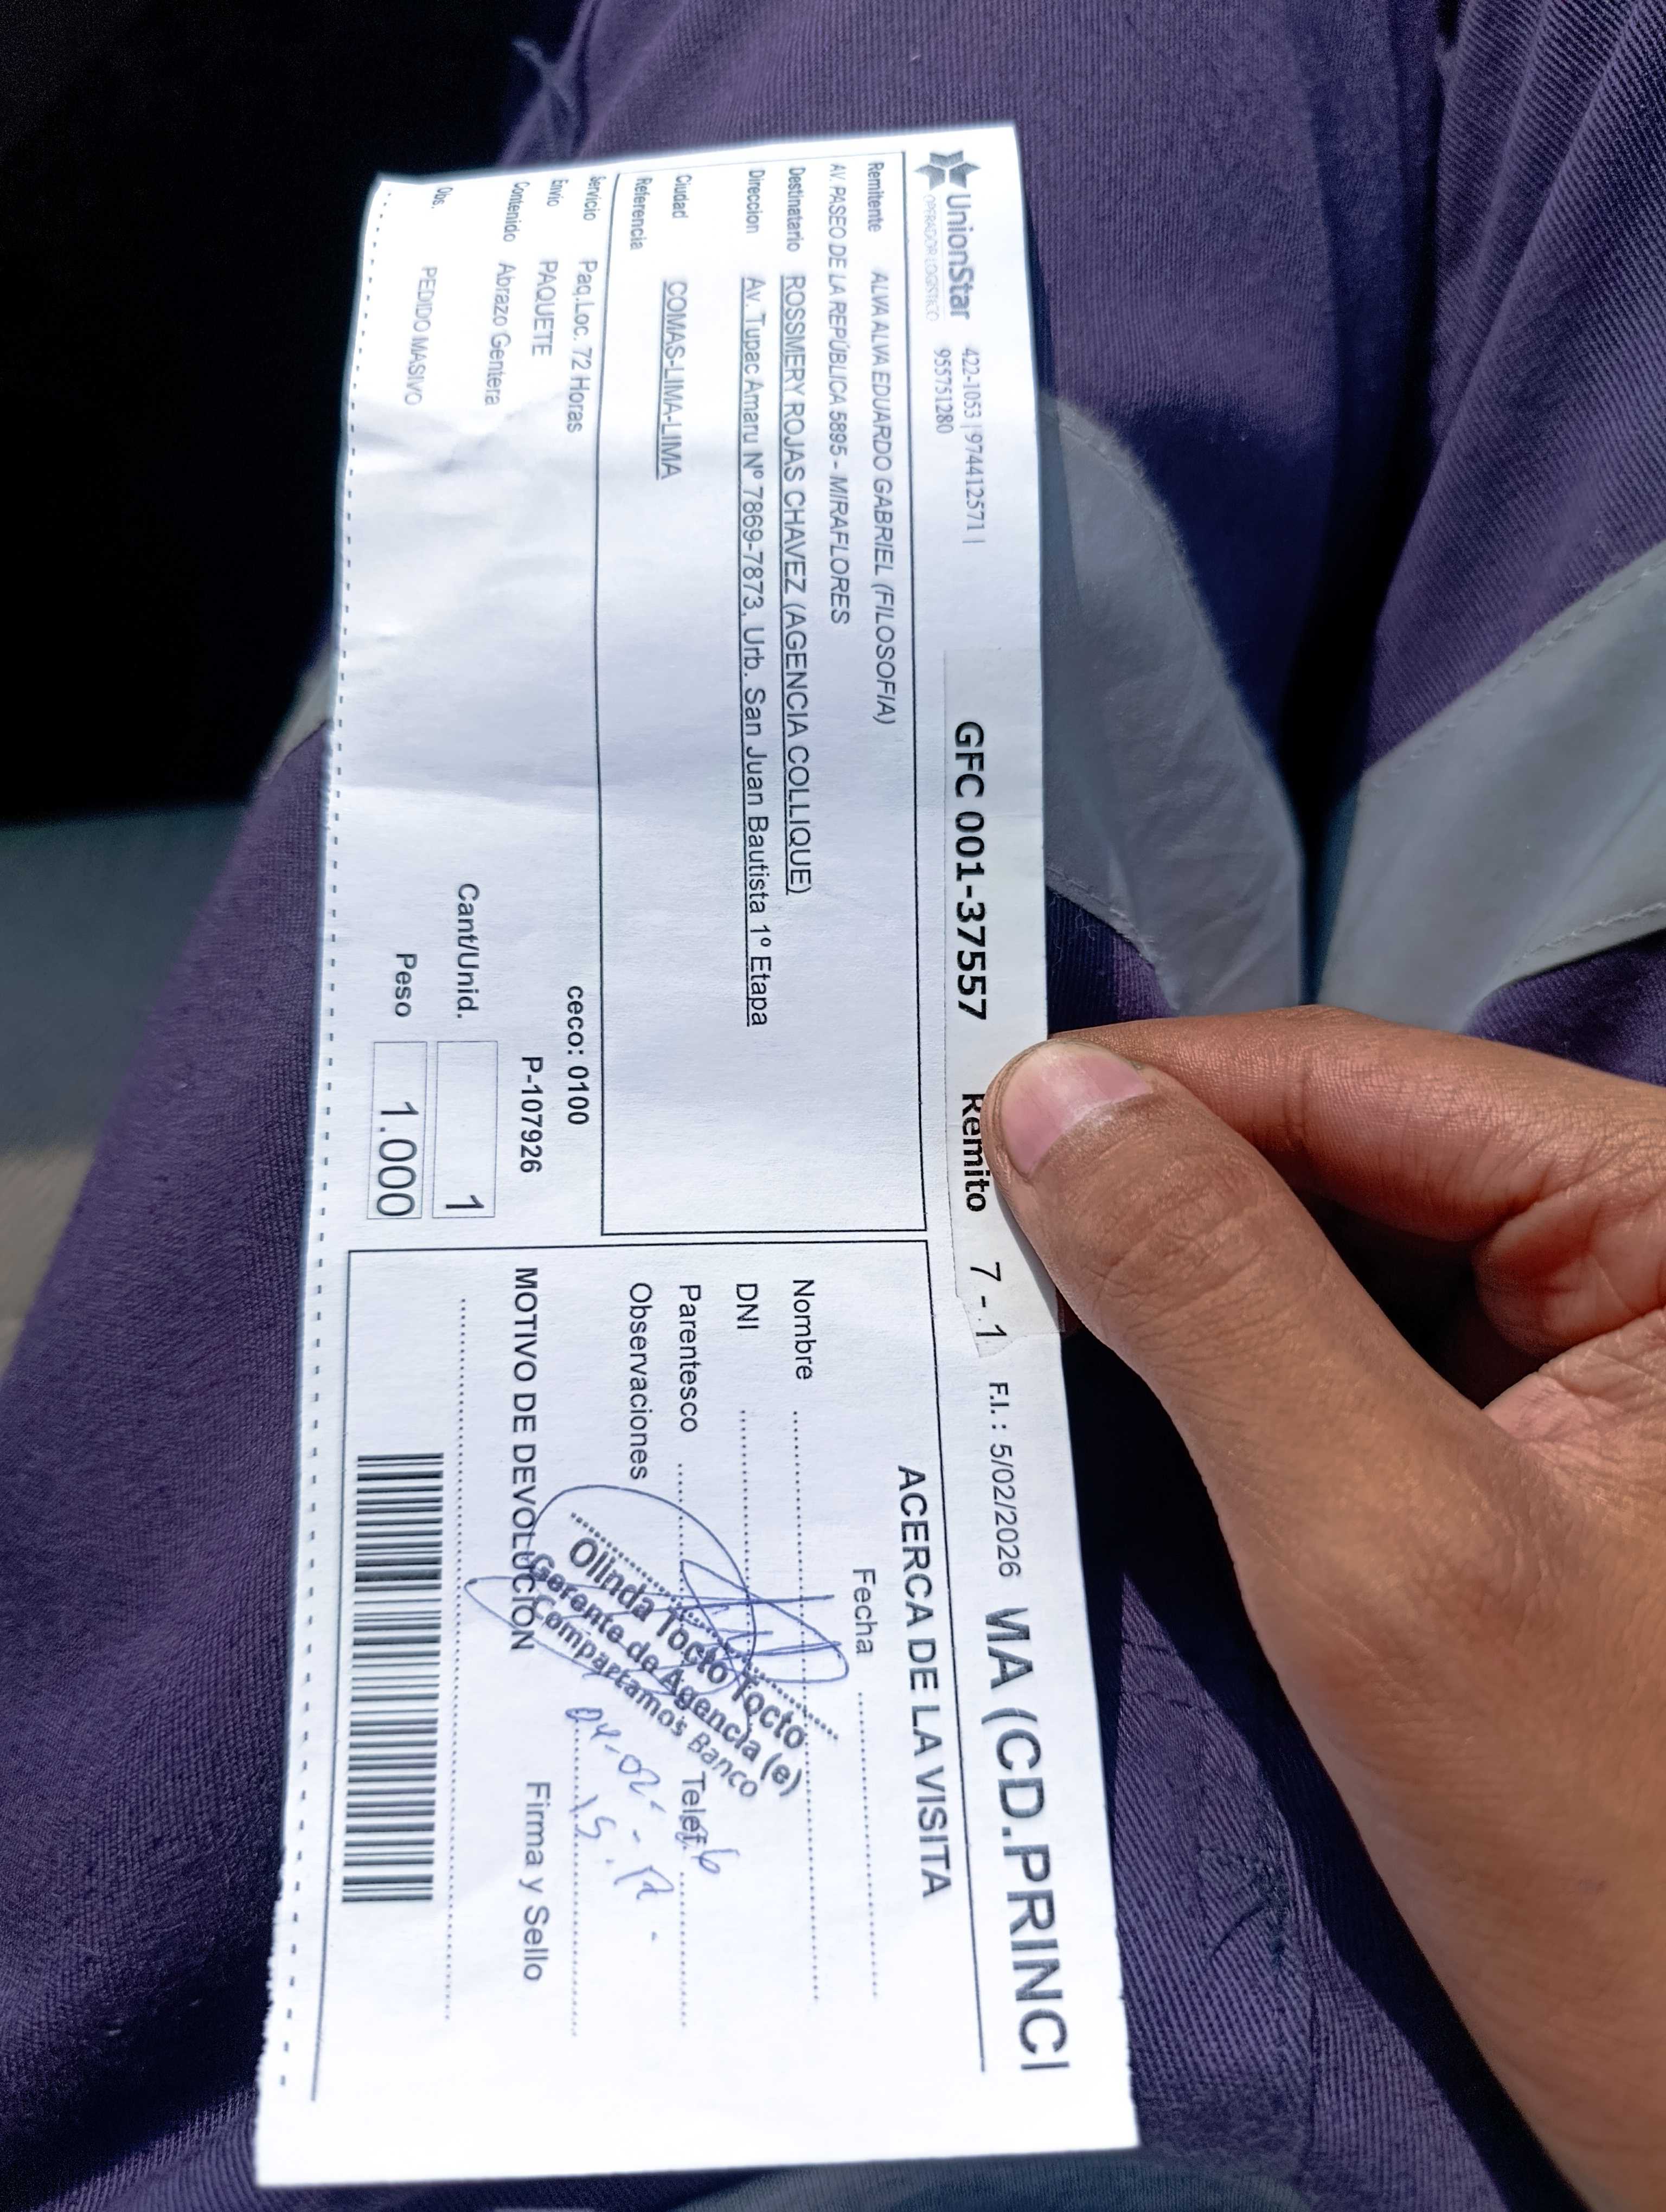 UnionStar
OPERADOR LOGISTICO
422-1053 | 974412571 |
955751280
GFC 001-37557 Remito 7 - 1 F.I. : 5/02/2026 MA (CD.PRINCI
Remitente ALVA ALVA EDUARDO GABRIEL (FILOSOFIA)
AV PASEO DE LA REPÚBLICA 5895 - MIRAFLORES
Destinatario ROSSMERY ROJAS CHAVEZ (AGENCIA COLLIQUE)
Direccion Av. Tupac Amaru Nº 7869-7873, Urb. San Juan Bautista 1º Etapa
Ciudad COMAS-LIMA-LIMA
Referencia
Servicio Paq.Loc. 72 Horas ceco: 0100
Envio PAQUETE P-107926
Contenido Abrazo Gentera
Cant/Unid. 1
Obs. PEDIDO MASIVO
Peso 1.000
ACERCA DE LA VISITA
Fecha
Nombre
DNI
Parentesco Telef.
Observaciones
Olinda Tocto Tocto
Gerente de Agencia (e)
Compartamos Banco
MOTIVO DE DEVOLUCIÓN
Firma y Sello